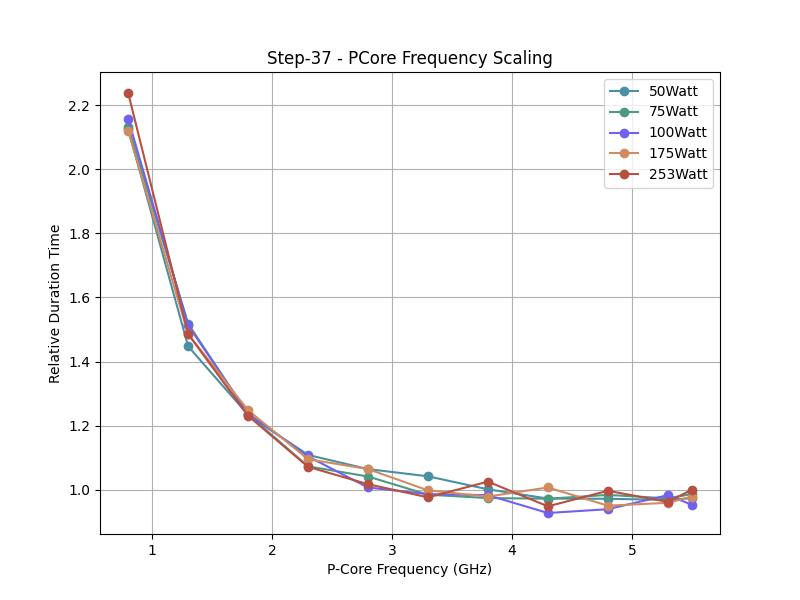 Step-37 - PCore Frequency Scaling
50Watt
75Watt
100Watt
175Watt
253Watt
Relative Duration Time
2.2
2.0
1.8
1.6
1.4
1.2
1.0
1 2 3 4 5
P-Core Frequency (GHz)